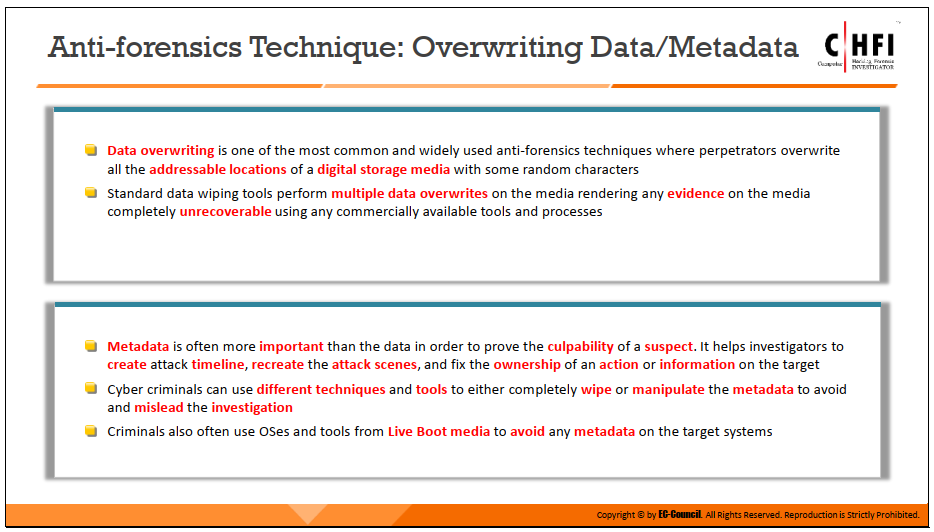 Anti-forensics Technique: Overwriting Data/Metadata
C HFI
Computer Hacking Forensic
INVESTIGATOR
Data overwriting is one of the most common and widely used anti-forensics techniques where perpetrators overwrite
all the addressable locations of a digital storage media with some random characters
Standard data wiping tools perform multiple data overwrites on the media rendering any evidence on the media
completely unrecoverable using any commercially available tools and processes
Metadata is often more important than the data in order to prove the culpability of a suspect. It helps investigators to
create attack timeline, recreate the attack scenes, and fix the ownership of an action or information on the target
Cyber criminals can use different techniques and tools to either completely wipe or manipulate the metadata to avoid
and mislead the investigation
Criminals also often use OSes and tools from Live Boot media to avoid any metadata on the target systems
Copyright © by EC-Council. All Rights Reserved. Reproduction is Strictly Prohibited.